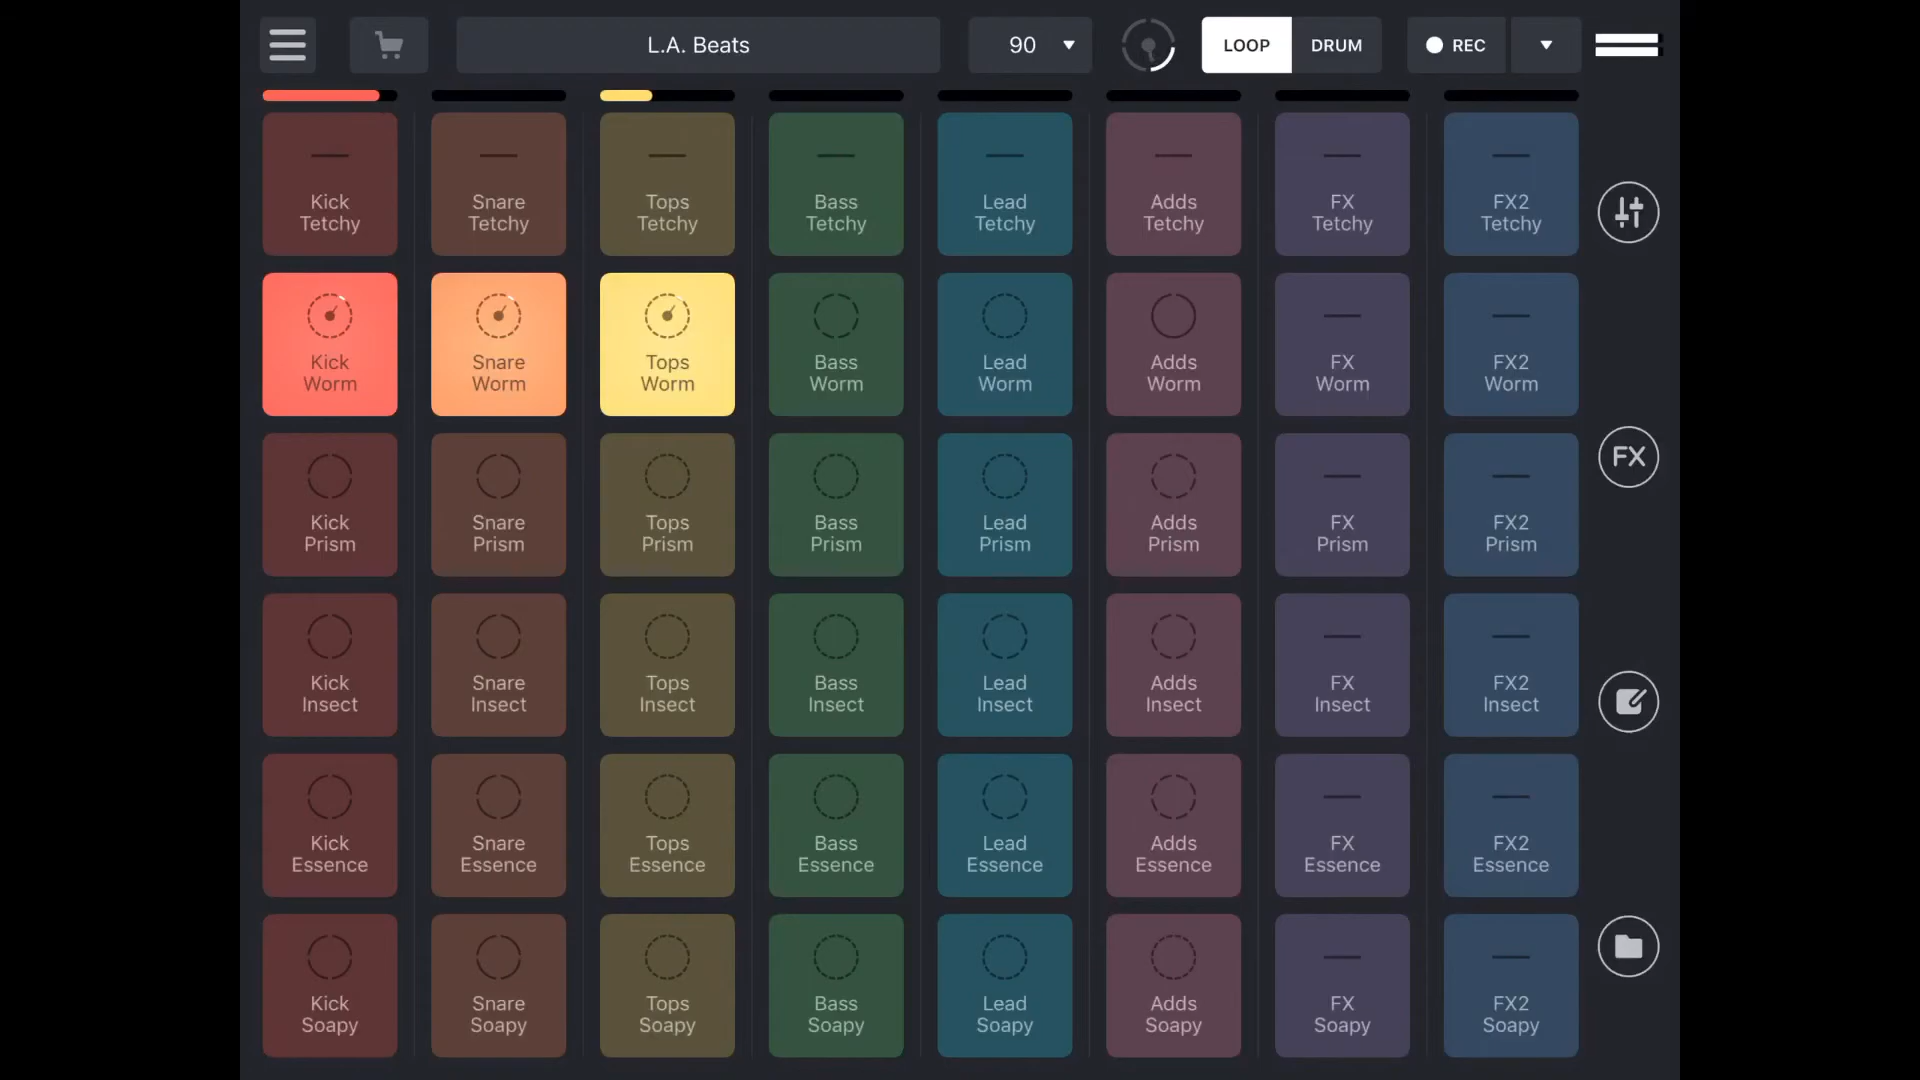 L.A. Beats
90
LOOP
DRUM
REC
Kick
Tetchy
Snare
Tetchy
Tops
Tetchy
Bass
Tetchy
Lead
Tetchy
Adds
Tetchy
FX
Tetchy
FX2
Tetchy
Kick
Worm
Snare
Worm
Tops
Worm
Bass
Worm
Lead
Worm
Adds
Worm
FX
Worm
FX2
Worm
FX
Kick
Prism
Snare
Prism
Tops
Prism
Bass
Prism
Lead
Prism
Adds
Prism
FX
Prism
FX2
Prism
Kick
Insect
Snare
Insect
Tops
Insect
Bass
Insect
Lead
Insect
Adds
Insect
FX
Insect
FX2
Insect
Kick
Essence
Snare
Essence
Tops
Essence
Bass
Essence
Lead
Essence
Adds
Essence
FX
Essence
FX2
Essence
Kick
Soapy
Snare
Soapy
Tops
Soapy
Bass
Soapy
Lead
Soapy
Adds
Soapy
FX
Soapy
FX2
Soapy